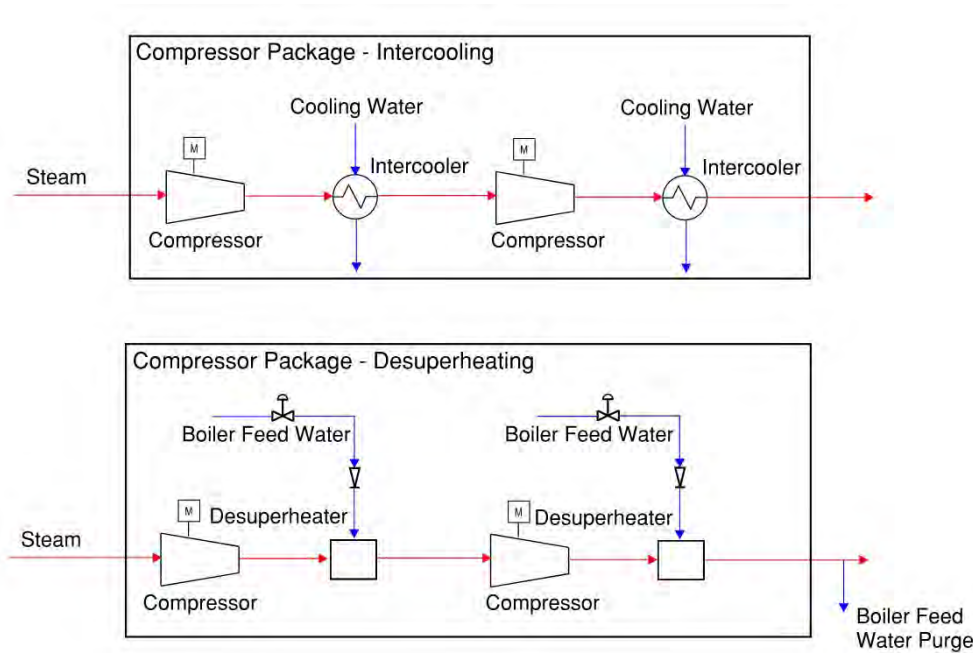 Compressor Package - Intercooling
Cooling Water
Cooling Water
M
Intercooler
M
Intercooler
Steam
Compressor
Compressor
Compressor Package - Desuperheating
Boiler Feed Water
Boiler Feed Water
M
Desuperheater
M
Desuperheater
Steam
Compressor
Compressor
Boiler Feed
Water Purge